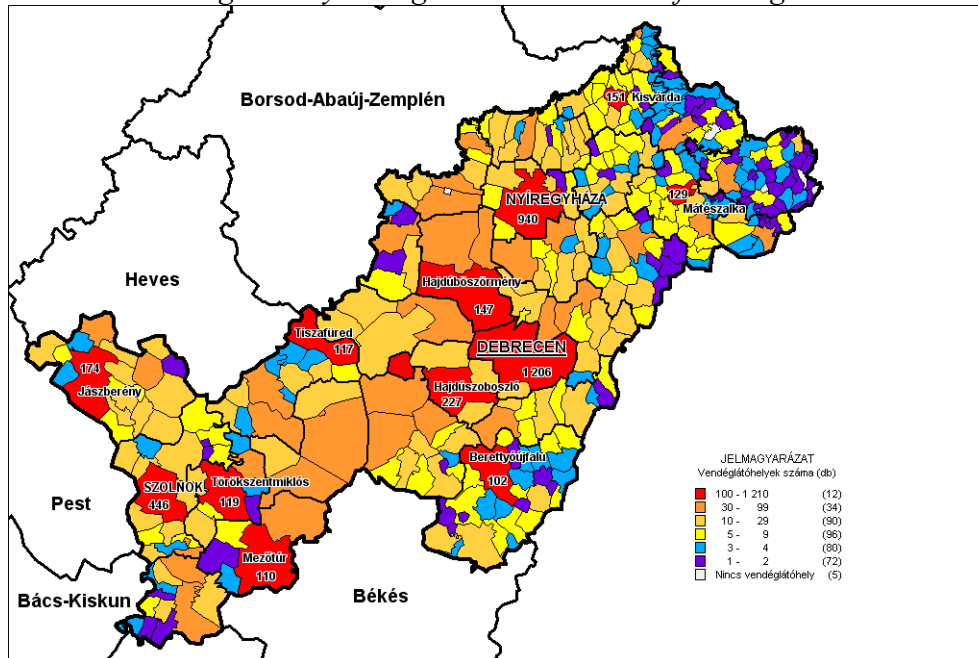 Borsod-Abaúj-Zemplén
151 Kisvárda
NYÍREGYHÁZA
940
129
Mátészalka
Heves
Hajdúböszörmény
147
Tiszafüred
117
DEBRECEN
1 206
174
Jászberény
Hajdúszoboszló
227
Berettyóújfalu
102
SZOLNOK
446
Törökszentmiklós
119
Pest
Mezőtúr
110
Bács-Kiskun
Békés
JELMAGYARÁZAT
Vendéglátóhelyek száma (db)
100 - 1 210 (12)
30 - 99 (34)
10 - 29 (90)
5 - 9 (96)
3 - 4 (80)
1 - 2 (72)
Nincs vendéglátóhely (5)